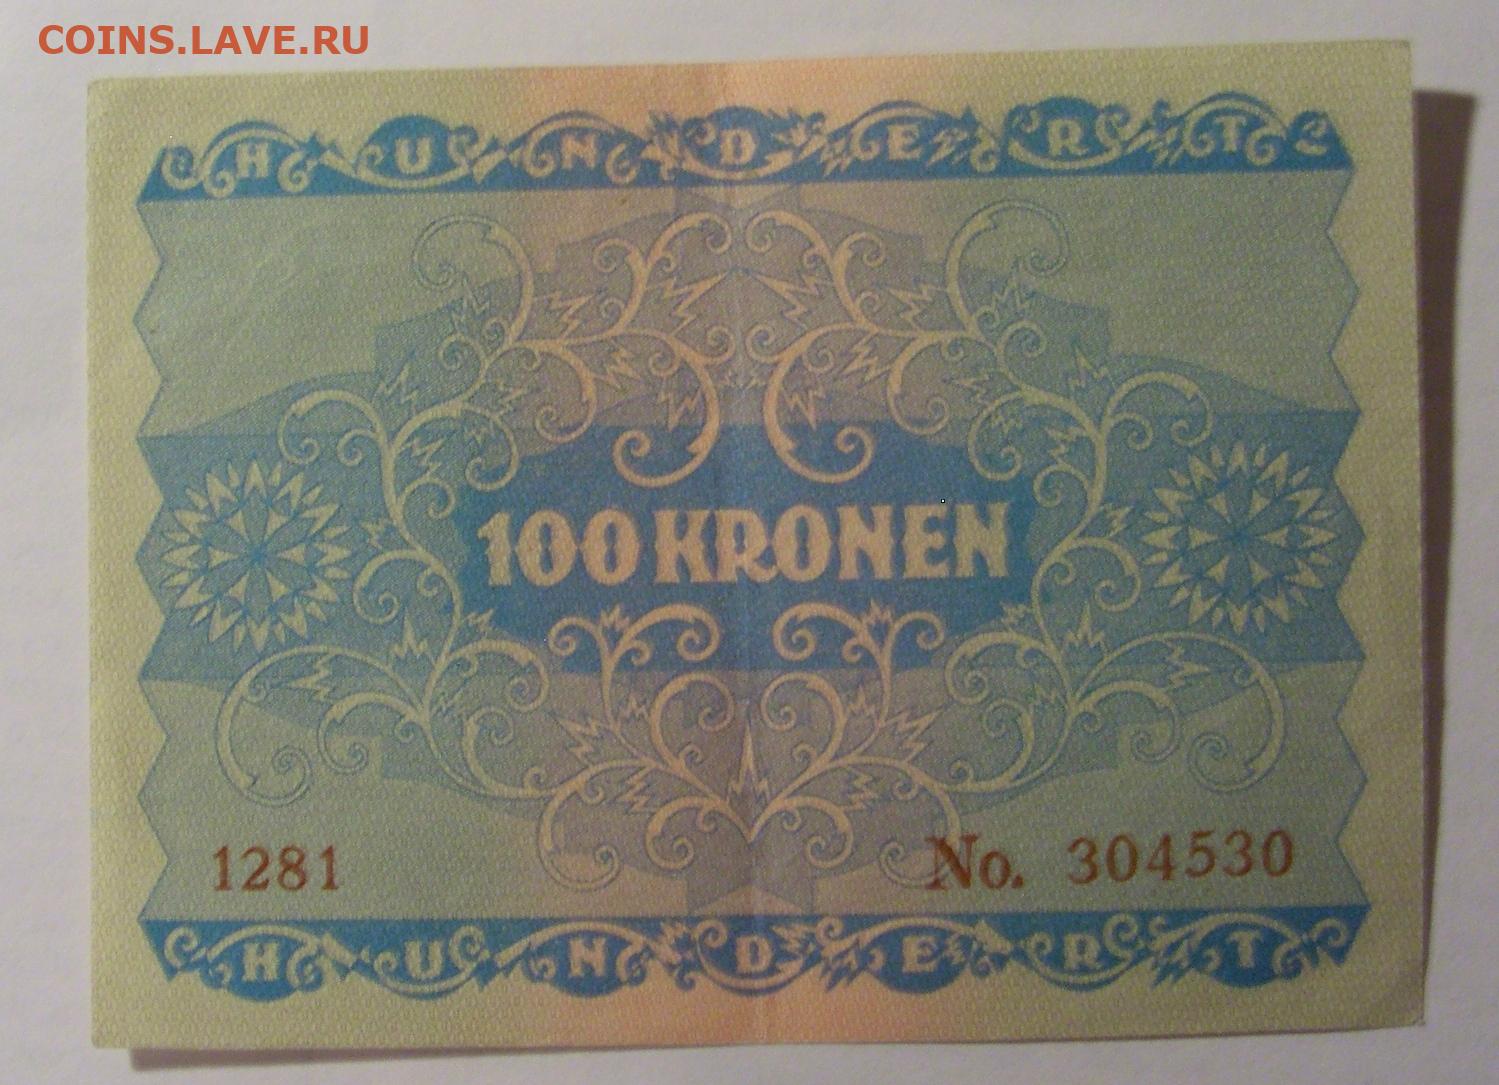 COINS.LAVE.RU
HUNDERT
100 KRONEN
1281
No. 304530
HUNDERT